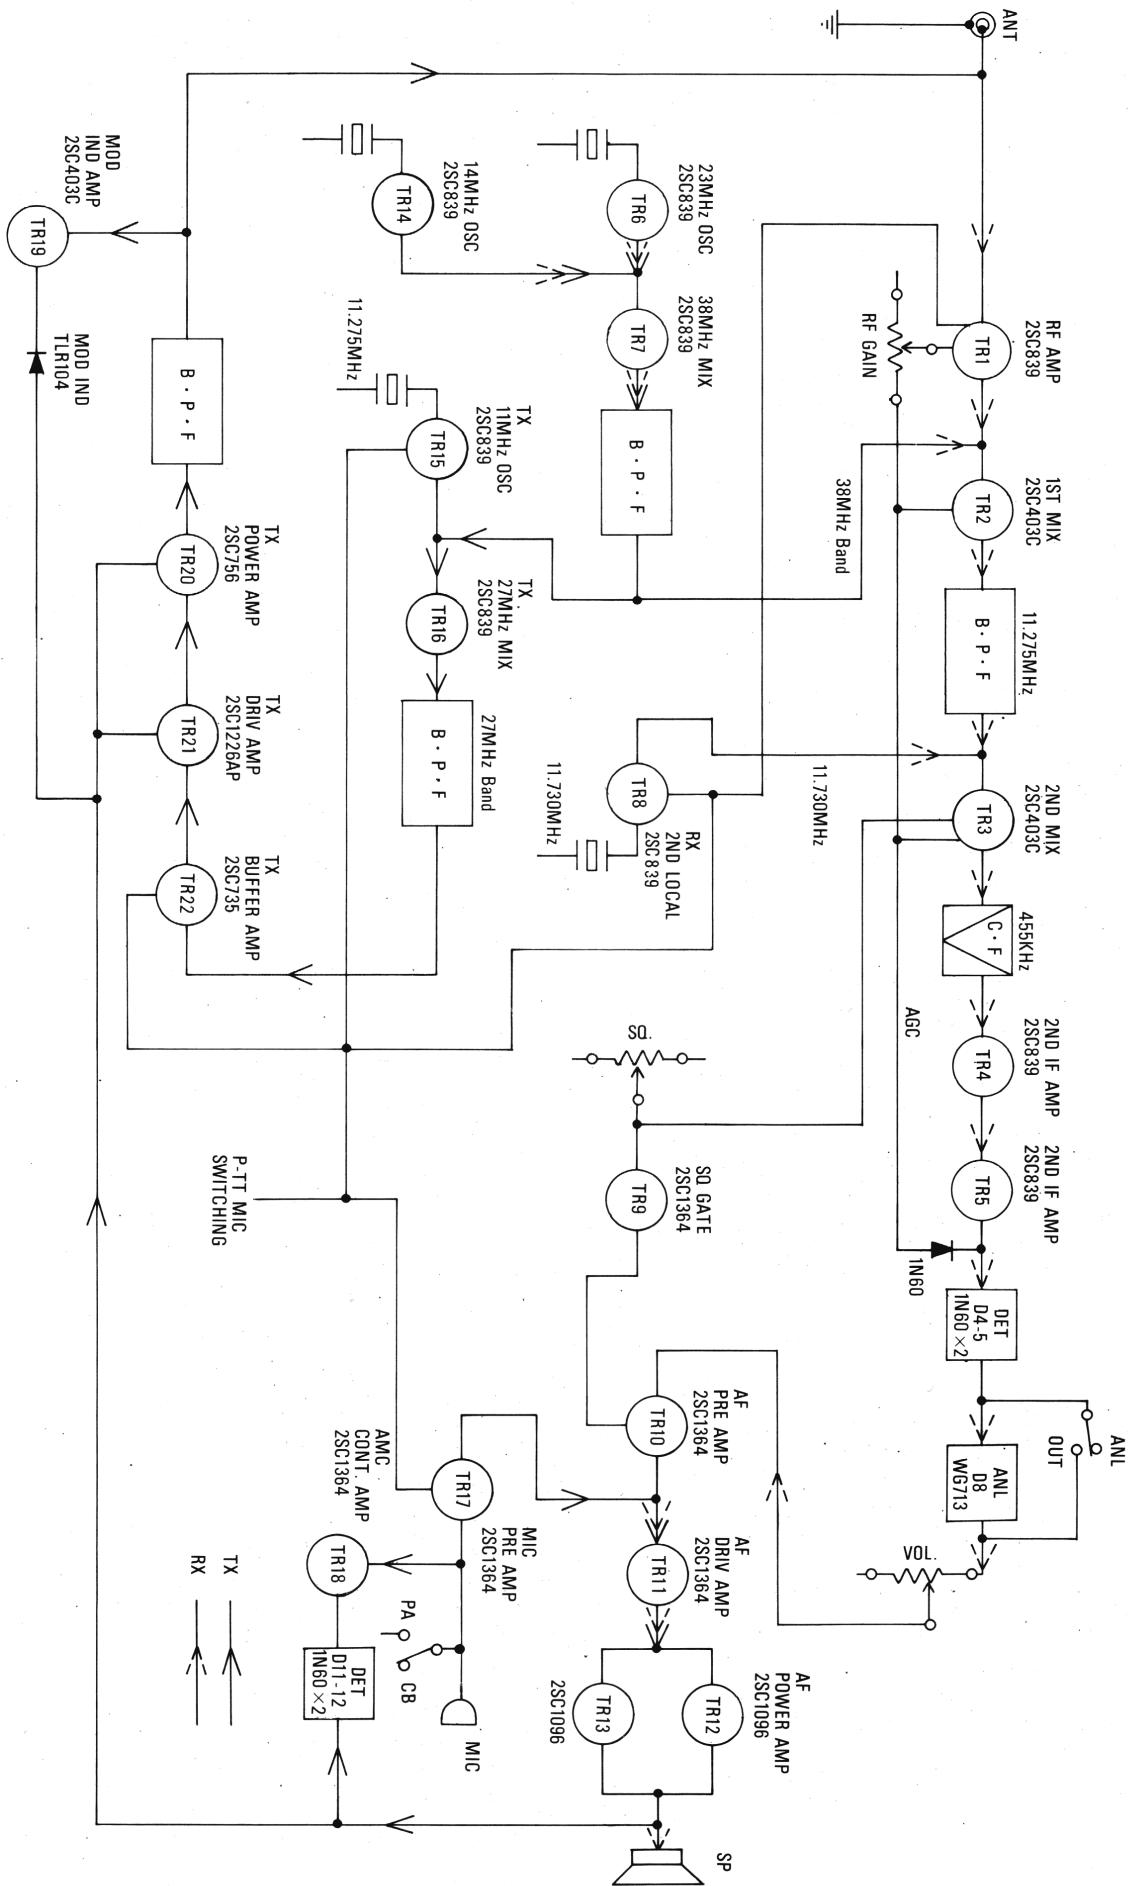 ANT
RF AMP
2SC839
TR1
RF GAIN
1ST MIX
2SC403C
TR2
11.275MHz
B·P·F
2ND MIX
2SC403C
TR3
455KHz
C·F
2ND IF AMP
2SC839
TR4
2ND IF AMP
2SC839
TR5
AGC
1N60
DET
D4-5
1N60×2
ANL
OUT
ANL
D8
WG713
VOL.
23MHz OSC
2SC839
TR6
38MHz MIX
2SC839
TR7
B·P·F
38MHz Band
11.730MHz
TR8
RX
2ND LOCAL
2SC839
11.730MHz
SQ.
SQ GATE
2SC1364
TR9
AF
PRE AMP
2SC1364
TR10
AF
DRIV AMP
2SC1364
TR11
AF
POWER AMP
2SC1096
TR12
TR13
2SC1096
SP
14MHz OSC
2SC839
TR14
11.275MHz
TX
11MHz OSC
2SC839
TR15
TX
27MHz MIX
2SC839
TR16
27MHz Band
B·P·F
MIC
PRE AMP
2SC1364
TR17
MIC
PA
CB
AMC
CONT. AMP
2SC1364
TR18
DET
D11-12
1N60×2
P-TT MIC
SWITCHING
TX
RX
MOD
IND AMP
2SC403C
TR19
MOD IND
TLR104
B·P·F
TX
POWER AMP
2SC756
TR20
TX
DRIV AMP
2SC1226AP
TR21
TX
BUFFER AMP
2SC735
TR22